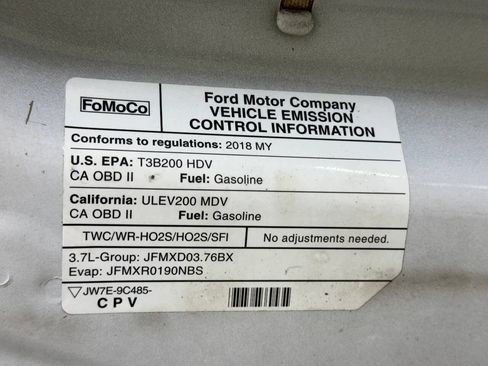 FoMoCo
Ford Motor Company
VEHICLE EMISSION
CONTROL INFORMATION
Conforms to regulations: 2018 MY
U.S. EPA: T3B200 HDV
CA OBD II Fuel: Gasoline
California: ULEV200 MDV
CA OBD II Fuel: Gasoline
TWC/WR-HO2S/HO2S/SFI No adjustments needed.
3.7L-Group: JFMXD03.76BX
Evap: JFMXR0190NBS
JW7E-9C485-
CPV